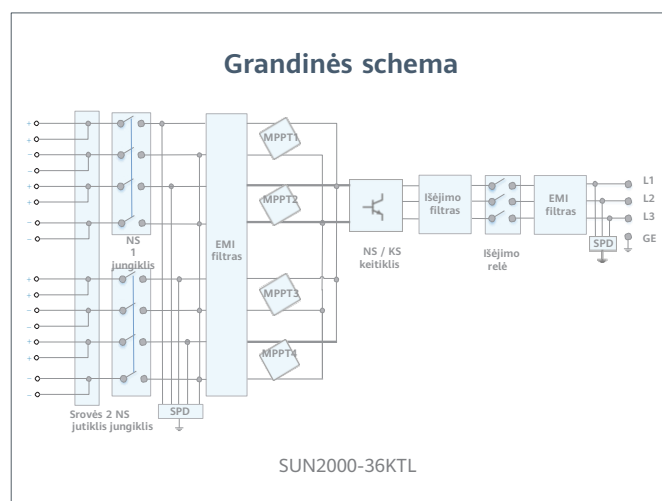 Grandinės schema
+
+
–
–
+
+
–
–
+
+
–
–
+
+
–
–
NS
1
jungiklis
Srovės 2 NS
jutiklis jungiklis
SPD
EMI
filtras
MPPT1
MPPT2
MPPT3
MPPT4
NS / KS
keitiklis
Išėjimo
filtras
Išėjimo
relė
EMI
filtras
SPD
L1
L2
L3
GE
SUN2000-36KTL